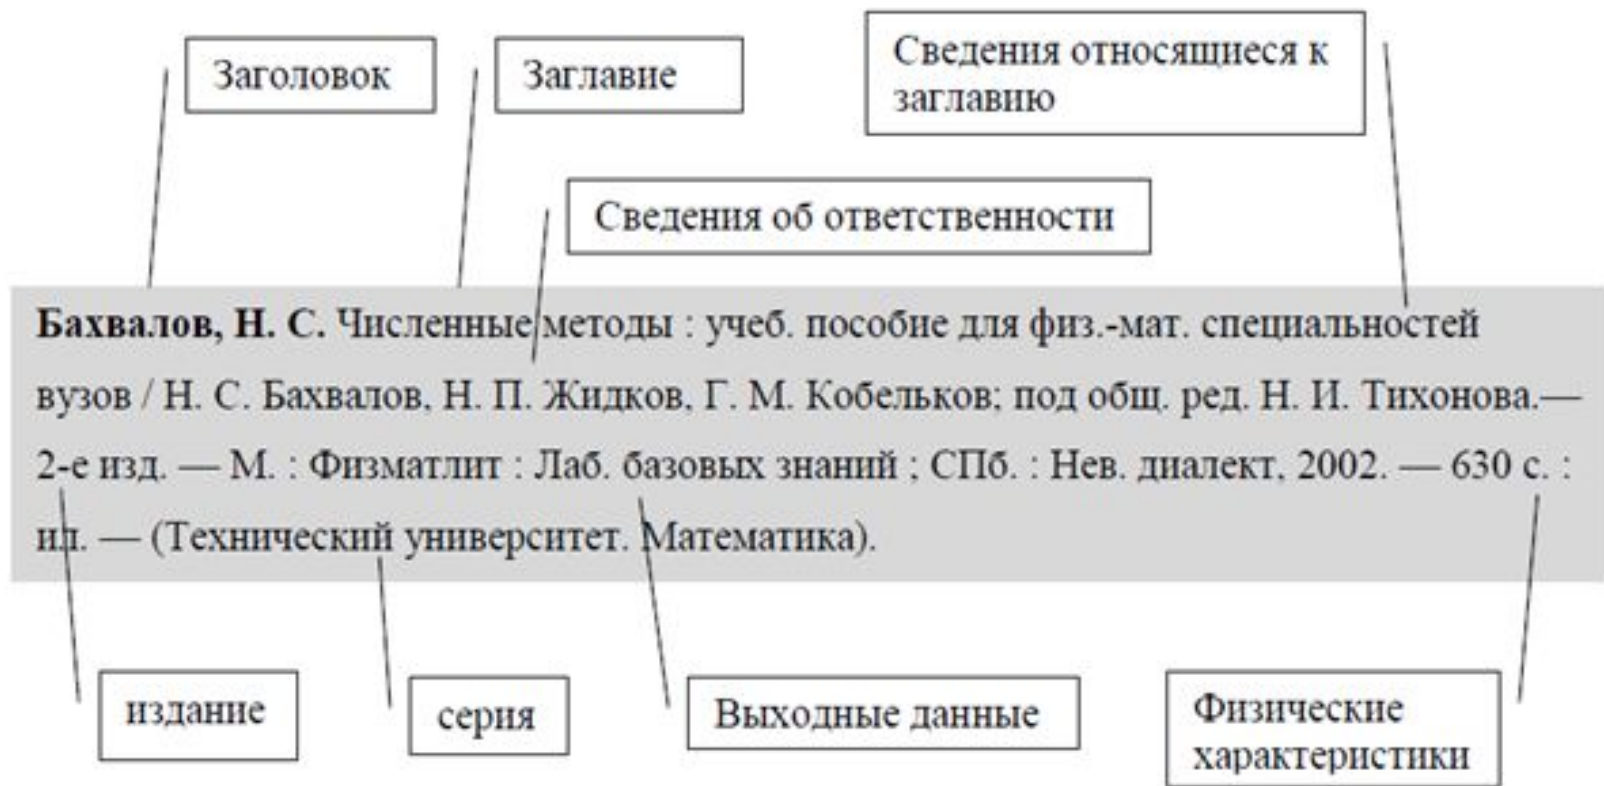 Заголовок
Заглавие
Сведения относящиеся к
заглавию
Сведения об ответственности
Бахвалов, Н. С. Численные методы : учеб. пособие для физ.-мат. специальностей
вузов / Н. С. Бахвалов, Н. П. Жидков, Г. М. Кобельков; под общ. ред. Н. И. Тихонова.—
2-е изд. — М. : Физматлит : Лаб. базовых знаний ; СПб. : Нев. диалект, 2002. — 630 с. :
ил. — (Технический университет. Математика).
издание
серия
Выходные данные
Физические
характеристики